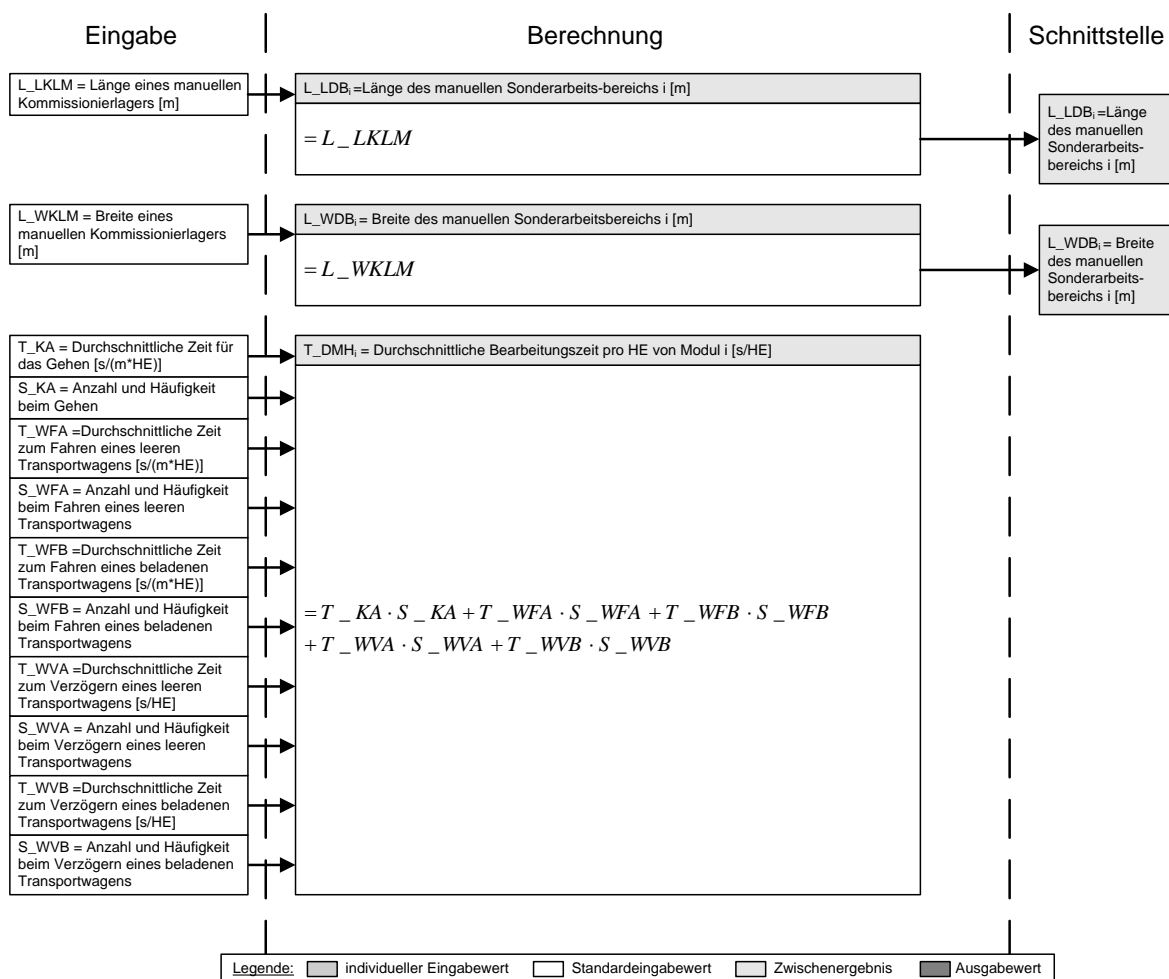 Eingabe
Berechnung
Schnittstelle
L_LKLM = Länge eines manuellen
Kommissionierlagers [m]
L_LDBᵢ =Länge des manuellen Sonderarbeits-bereichs i [m]
= L _ LKLM
L_LDBᵢ =Länge
des manuellen
Sonderarbeits-
bereichs i [m]
L_WKLM = Breite eines
manuellen Kommissionierlagers
[m]
L_WDBᵢ = Breite des manuellen Sonderarbeitsbereichs i [m]
= L _ WKLM
L_WDBᵢ = Breite
des manuellen
Sonderarbeits-
bereichs i [m]
T_KA = Durchschnittliche Zeit für
das Gehen [s/(m*HE)]
S_KA = Anzahl und Häufigkeit
beim Gehen
T_WFA =Durchschnittliche Zeit
zum Fahren eines leeren
Transportwagens [s/(m*HE)]
S_WFA = Anzahl und Häufigkeit
beim Fahren eines leeren
Transportwagens
T_WFB =Durchschnittliche Zeit
zum Fahren eines beladenen
Transportwagens [s/(m*HE)]
S_WFB = Anzahl und Häufigkeit
beim Fahren eines beladenen
Transportwagens
T_WVA =Durchschnittliche Zeit
zum Verzögern eines leeren
Transportwagens [s/HE]
S_WVA = Anzahl und Häufigkeit
beim Verzögern eines leeren
Transportwagens
T_WVB =Durchschnittliche Zeit
zum Verzögern eines beladenen
Transportwagens [s/HE]
S_WVB = Anzahl und Häufigkeit
beim Verzögern eines beladenen
Transportwagens
T_DMHᵢ = Durchschnittliche Bearbeitungszeit pro HE von Modul i [s/HE]
= T _ KA · S _ KA + T _ WFA · S _ WFA + T _ WFB · S _ WFB
+ T _ WVA · S _ WVA + T _ WVB · S _ WVB
Legende: individueller Eingabewert Standardeingabewert Zwischenergebnis Ausgabewert